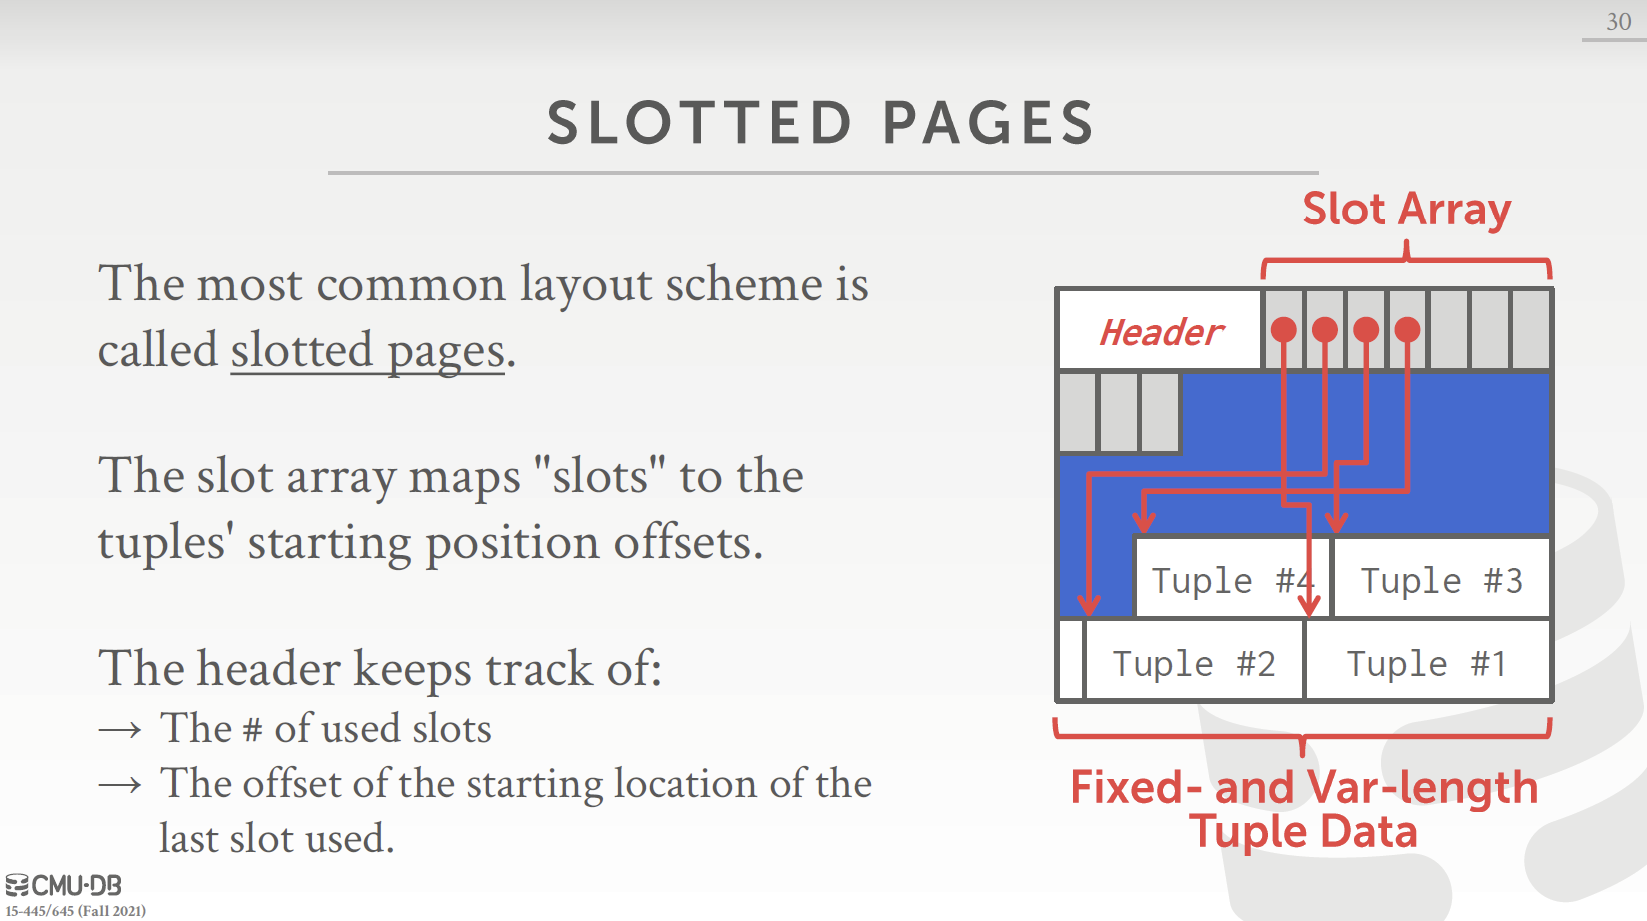 30
SLOTTED PAGES
The most common layout scheme is
called slotted pages.
The slot array maps "slots" to the
tuples' starting position offsets.
The header keeps track of:
→ The # of used slots
→ The offset of the starting location of the
last slot used.
Slot Array
Header
Tuple #4
Tuple #3
Tuple #2
Tuple #1
Fixed- and Var-length
Tuple Data
CMU·DB
15-445/645 (Fall 2021)